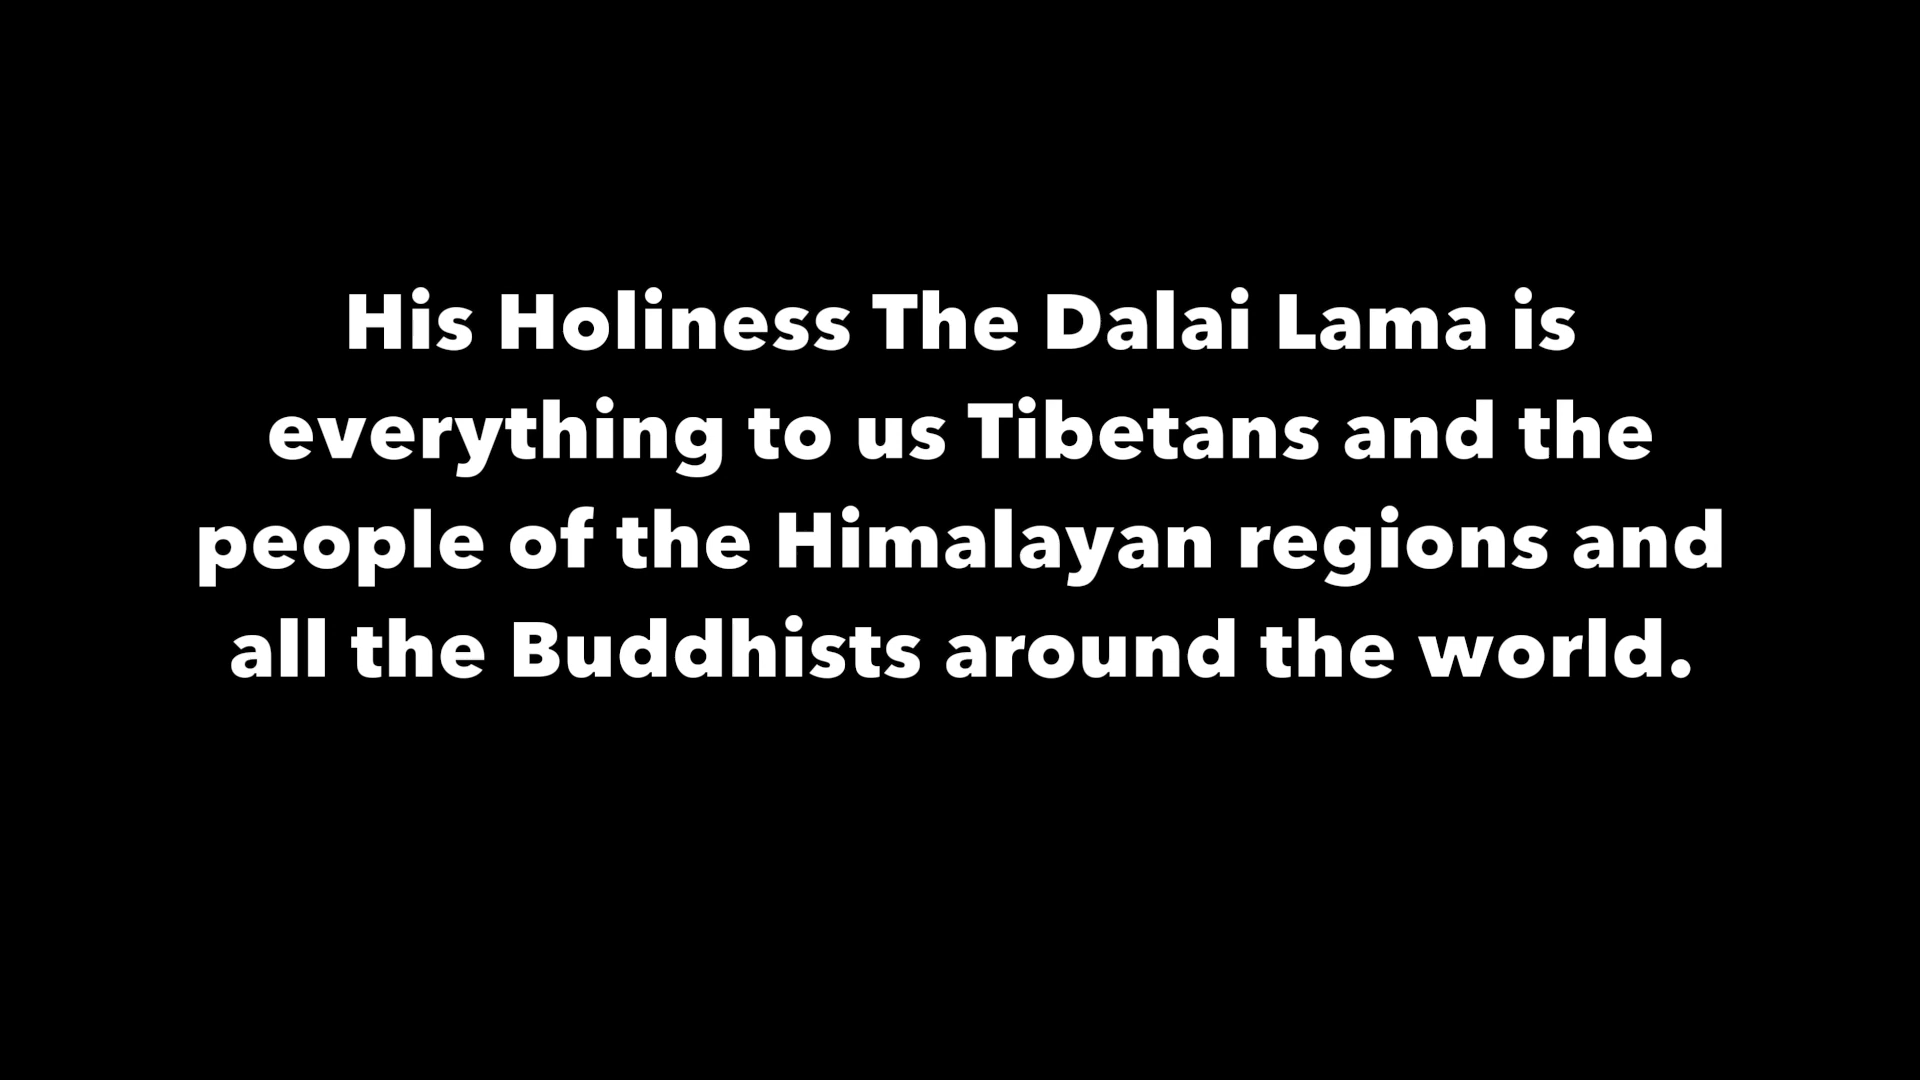 His Holiness The Dalai Lama is
everything to us Tibetans and the
people of the Himalayan regions and
all the Buddhists around the world.